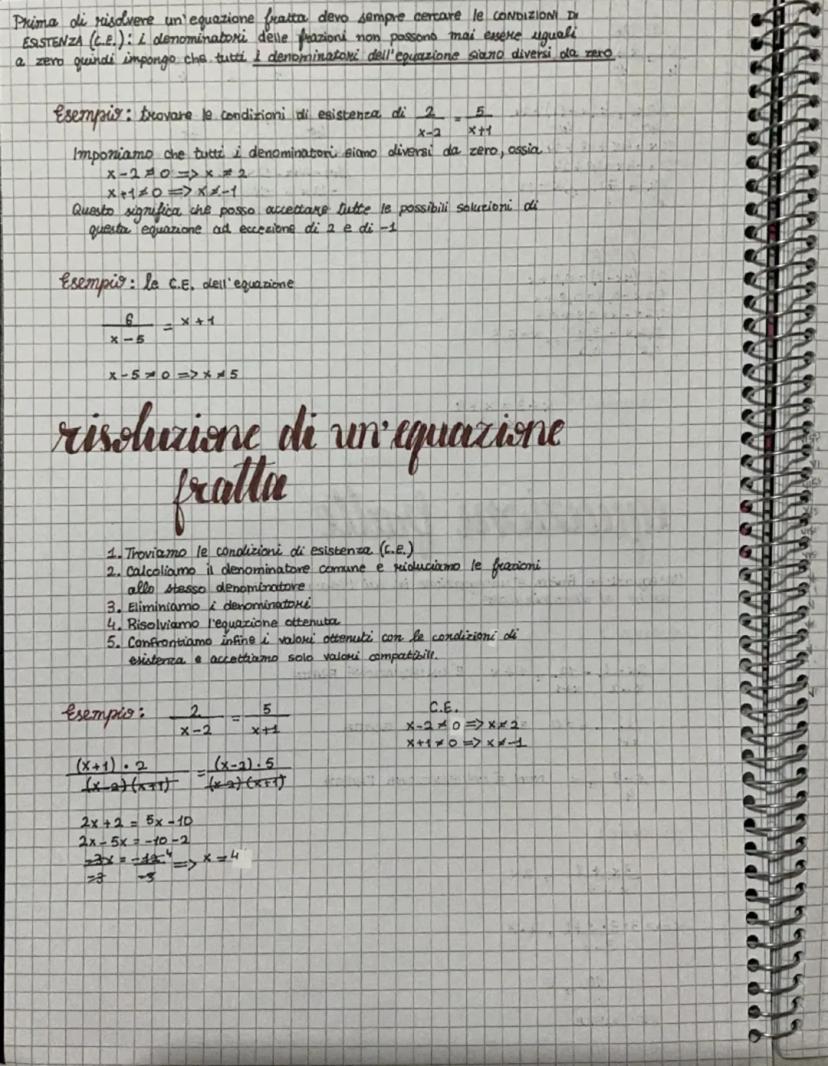 Prima di risolvere un'equazione fratta devo sempre cercare le CONDIZIONI DI
ESISTENZA (C.E.): i denominatori delle frazioni non possono mai essere uguali
a zero quindi impongo che tutti i denominatori dell'equazione siano diversi da zero
Esempio: trovare le condizioni di esistenza di 2/(x-2) = 5/(x+1)
Imponiamo che tutti i denominatori siano diversi da zero, ossia
x-2≠0 => x≠2
x+1≠0 => x≠-1
Questo significa che posso accettare tutte le possibili soluzioni di
questa equazione ad eccezione di 2 e di -1
Esempio: le C.E. dell'equazione
6/(x-5) = x+1
x-5≠0 => x≠5
risoluzione di un'equazione
fratta
1. Troviamo le condizioni di esistenza (C.E.)
2. Calcoliamo il denominatore comune e riduciamo le frazioni
allo stesso denominatore
3. Eliminiamo i denominatori
4. Risolviamo l'equazione ottenuta
5. Confrontiamo infine i valori ottenuti con le condizioni di
esistenza e accettiamo solo valori compatibili.
Esempio: 2/(x-2) = 5/(x+1)
C.E.
x-2≠0 => x≠2
x+1≠0 => x≠-1
(x+1)·2/(x-2)(x+1) = (x-2)·5/(x-2)(x+1)
2x+2 = 5x-10
2x-5x = -10-2
-3x/-3 = -12/-3 4 => x=4